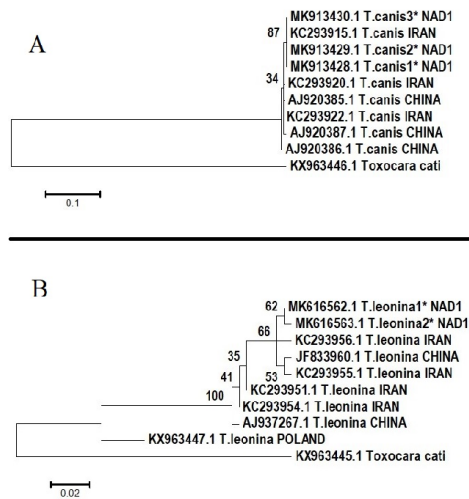 A
MK913430.1 T.canis3* NAD1
87
KC293915.1 T.canis IRAN
MK913429.1 T.canis2* NAD1
MK913428.1 T.canis1* NAD1
34
KC293920.1 T.canis IRAN
AJ920385.1 T.canis CHINA
KC293922.1 T.canis IRAN
AJ920387.1 T.canis CHINA
AJ920386.1 T.canis CHINA
KX963446.1 Toxocara cati
0.1
B
62
MK616562.1 T.leonina1* NAD1
MK616563.1 T.leonina2* NAD1
66
KC293956.1 T.leonina IRAN
35
JF833960.1 T.leonina CHINA
41
53
KC293955.1 T.leonina IRAN
100
KC293951.1 T.leonina IRAN
KC293954.1 T.leonina IRAN
AJ937267.1 T.leonina CHINA
KX963447.1 T.leonina POLAND
KX963445.1 Toxocara cati
0.02